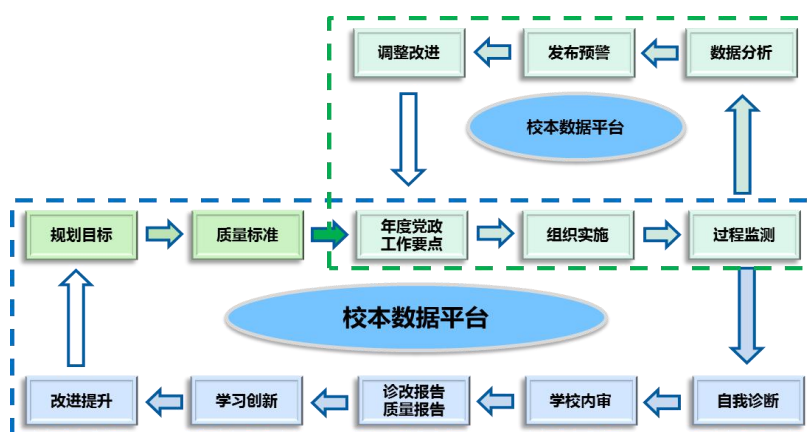 调整改进
发布预警
数据分析
校本数据平台
规划目标
质量标准
年度党政
工作要点
组织实施
过程监测
校本数据平台
改进提升
学习创新
诊改报告
质量报告
学校内审
自我诊断